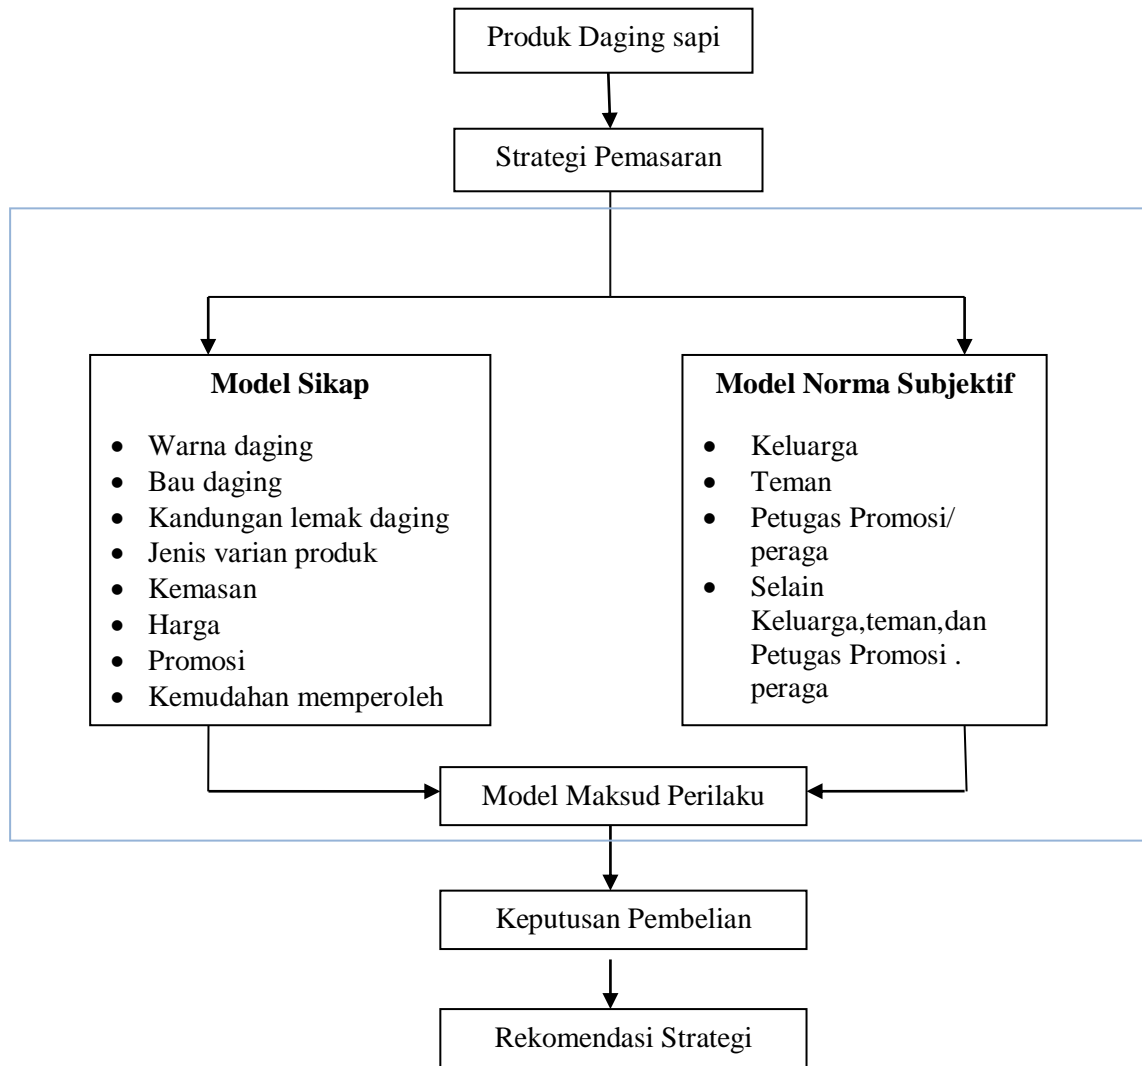 Produk Daging sapi
Strategi Pemasaran
Model Sikap
• Warna daging
• Bau daging
• Kandungan lemak daging
• Jenis varian produk
• Kemasan
• Harga
• Promosi
• Kemudahan memperoleh
Model Norma Subjektif
• Keluarga
• Teman
• Petugas Promosi/
peraga
• Selain
Keluarga,teman,dan
Petugas Promosi .
peraga
Model Maksud Perilaku
Keputusan Pembelian
Rekomendasi Strategi